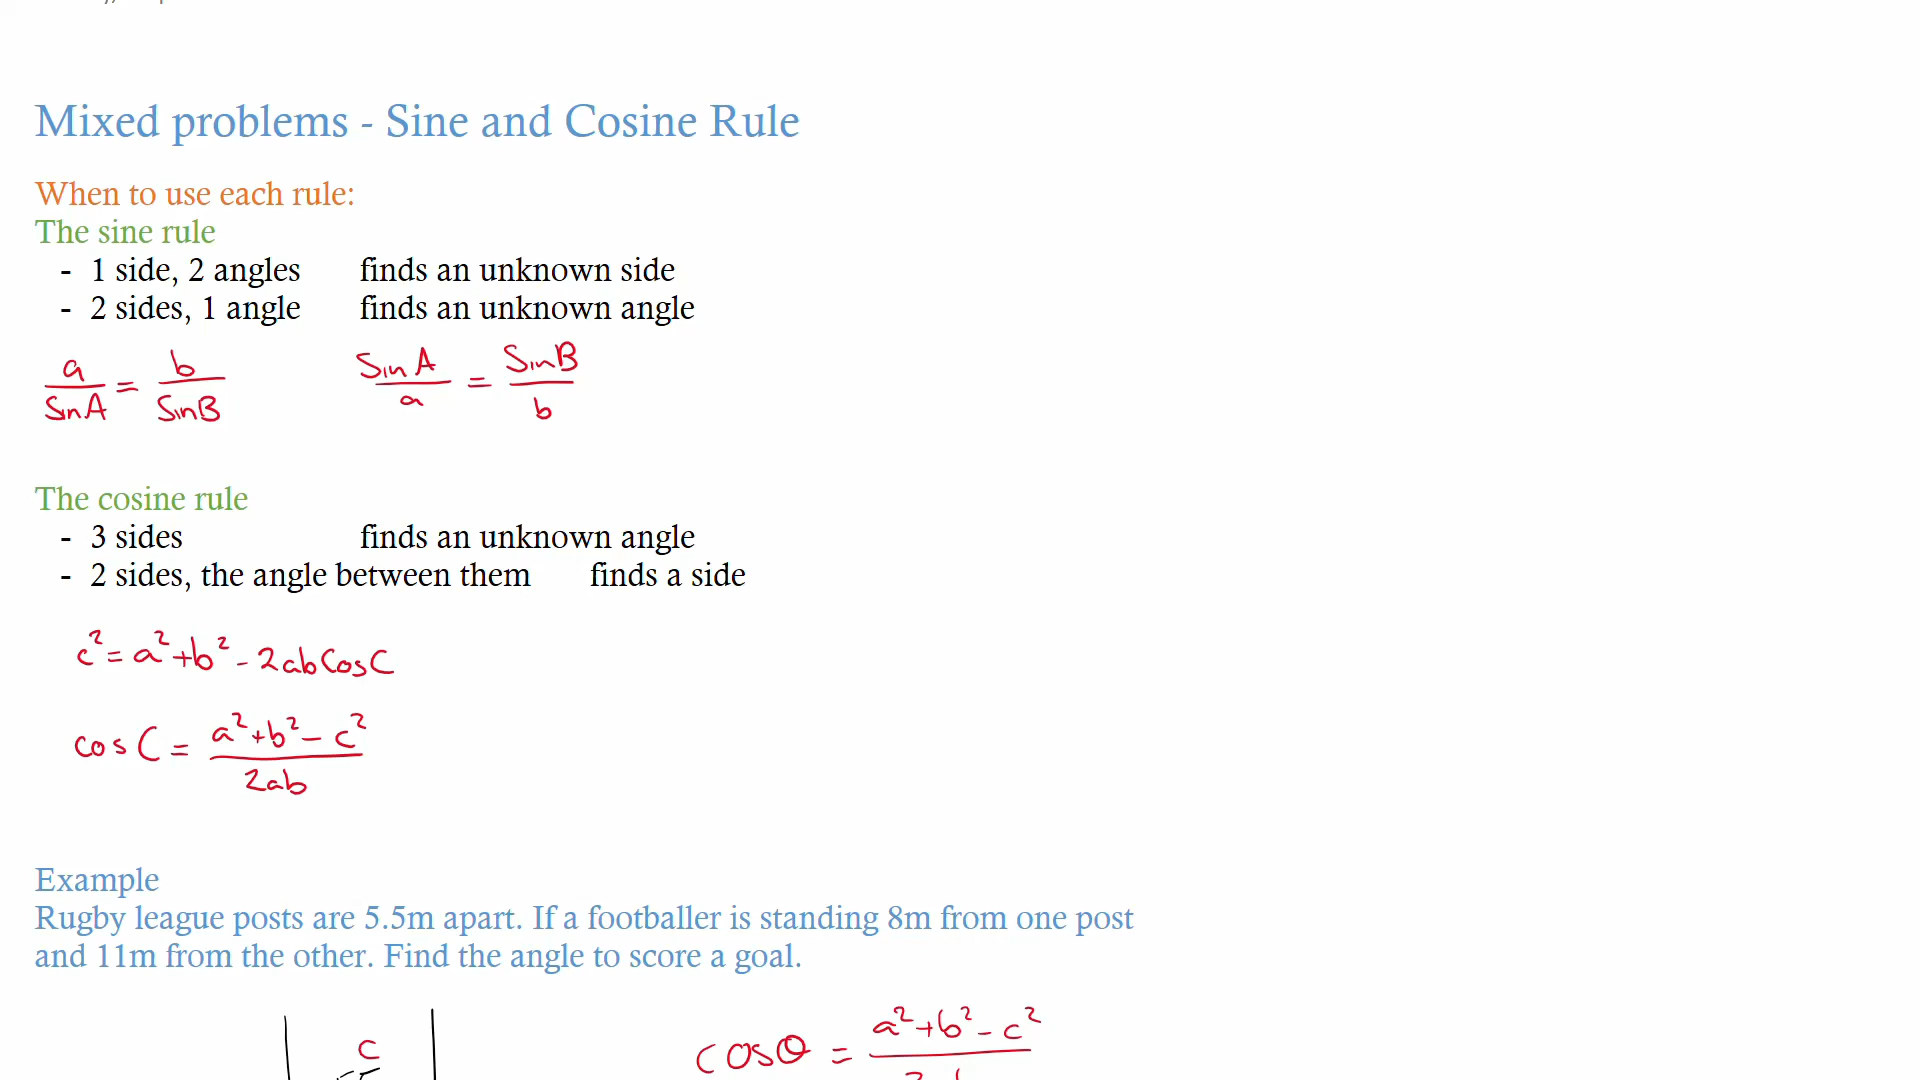 Mixed problems - Sine and Cosine Rule
When to use each rule:
The sine rule
- 1 side, 2 angles finds an unknown side
- 2 sides, 1 angle finds an unknown angle
a/SinA = b/SinB SinA/a = SinB/b
The cosine rule
- 3 sides finds an unknown angle
- 2 sides, the angle between them finds a side
c² = a² + b² - 2abCosC
cosC = a² + b² - c² / 2ab
Example
Rugby league posts are 5.5m apart. If a footballer is standing 8m from one post
and 11m from the other. Find the angle to score a goal.
c
cosθ = a² + b² - c²